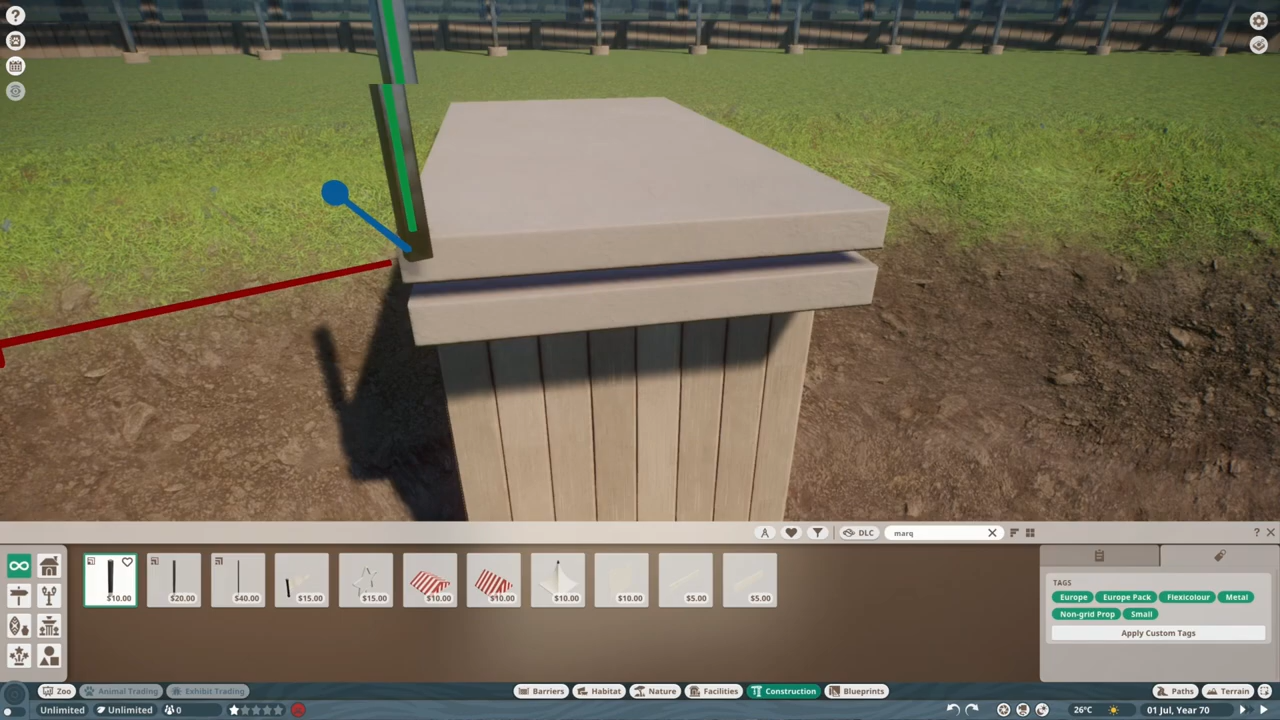 ?
DLC
marq
?
$10.00
$20.00
$40.00
$15.00
$15.00
$10.00
$10.00
$10.00
$10.00
$5.00
$5.00
TAGS
Europe
Europe Pack
Flexicolour
Metal
Non-grid Prop
Small
Apply Custom Tags
Zoo
Animal Trading
Exhibit Trading
Barriers
Habitat
Nature
Facilities
Construction
Blueprints
Paths
Terrain
Unlimited
Unlimited
0
26°C
01 Jul, Year 70